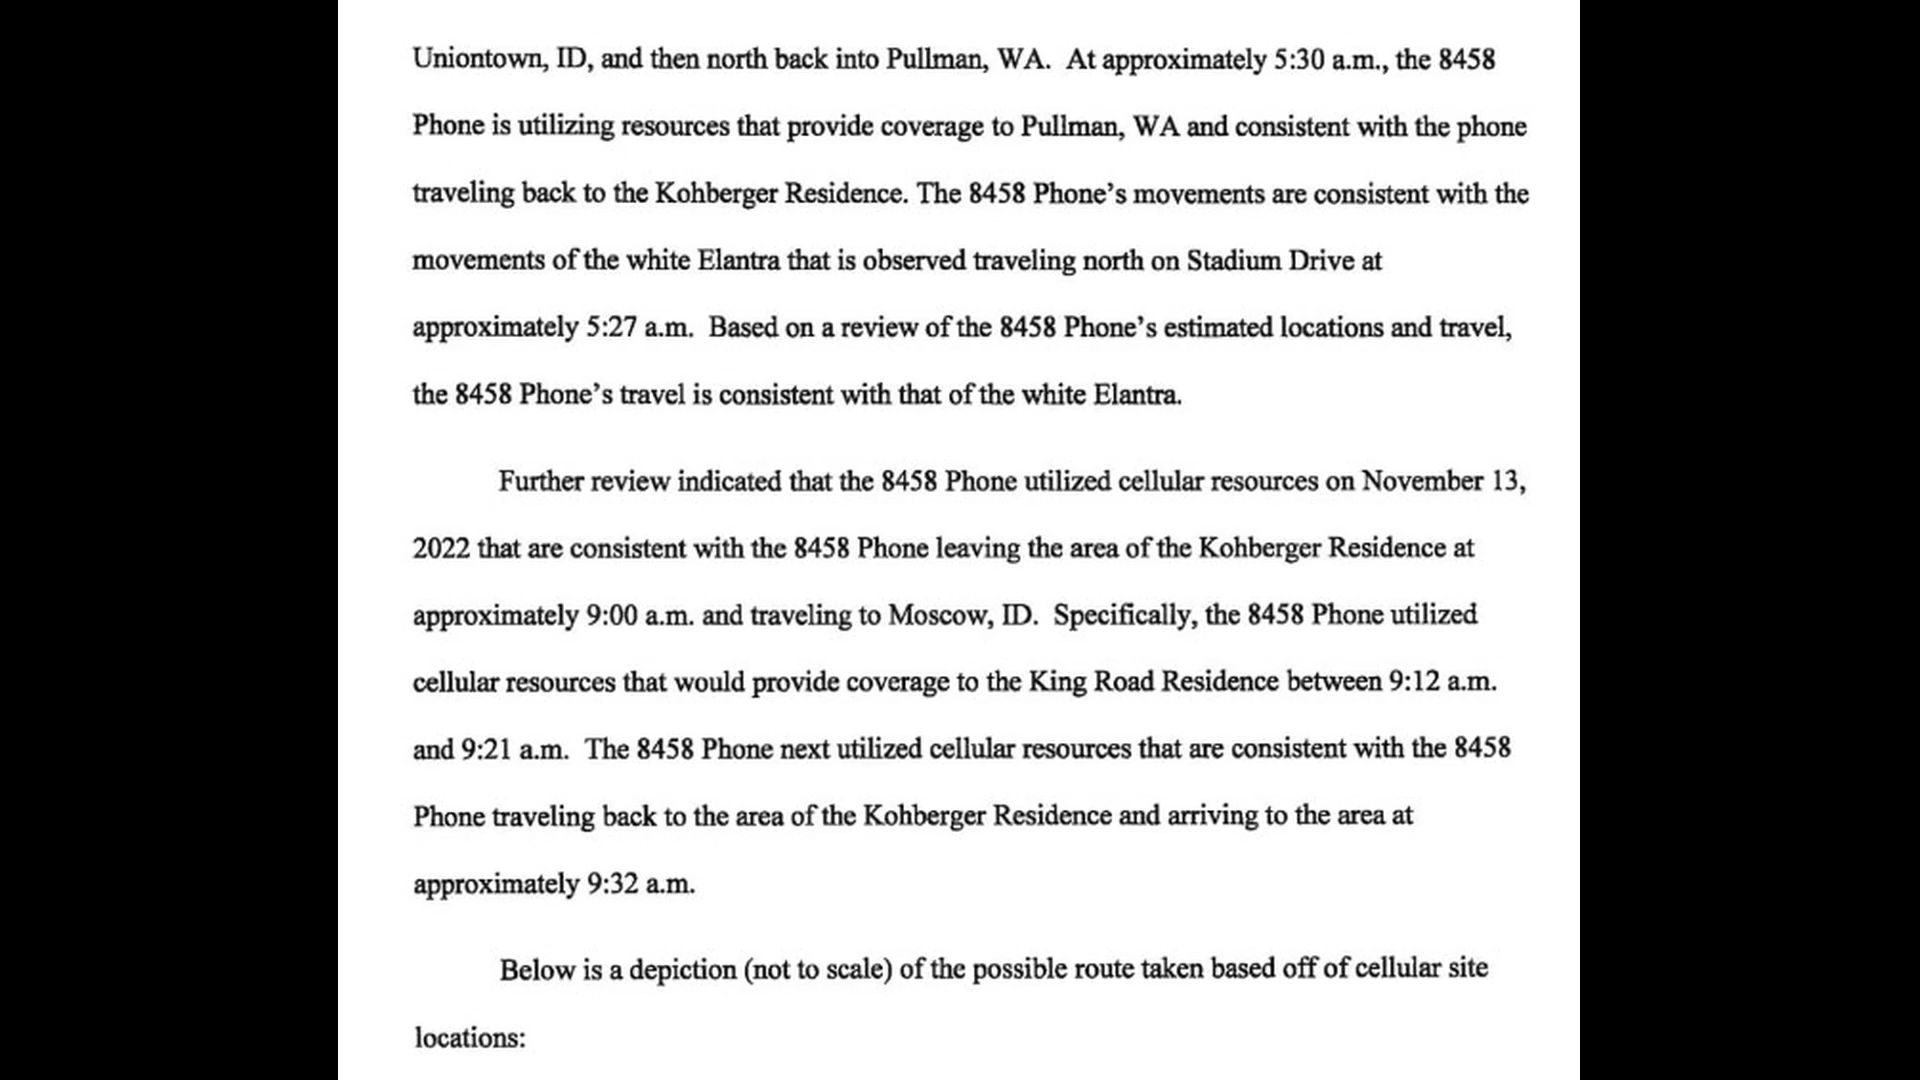 Uniontown, ID, and then north back into Pullman, WA.  At approximately 5:30 a.m., the 8458
Phone is utilizing resources that provide coverage to Pullman, WA and consistent with the phone
traveling back to the Kohberger Residence. The 8458 Phone’s movements are consistent with the
movements of the white Elantra that is observed traveling north on Stadium Drive at
approximately 5:27 a.m.  Based on a review of the 8458 Phone’s estimated locations and travel,
the 8458 Phone’s travel is consistent with that of the white Elantra.
Further review indicated that the 8458 Phone utilized cellular resources on November 13,
2022 that are consistent with the 8458 Phone leaving the area of the Kohberger Residence at
approximately 9:00 a.m. and traveling to Moscow, ID.  Specifically, the 8458 Phone utilized
cellular resources that would provide coverage to the King Road Residence between 9:12 a.m.
and 9:21 a.m.  The 8458 Phone next utilized cellular resources that are consistent with the 8458
Phone traveling back to the area of the Kohberger Residence and arriving to the area at
approximately 9:32 a.m.
Below is a depiction (not to scale) of the possible route taken based off of cellular site
locations: